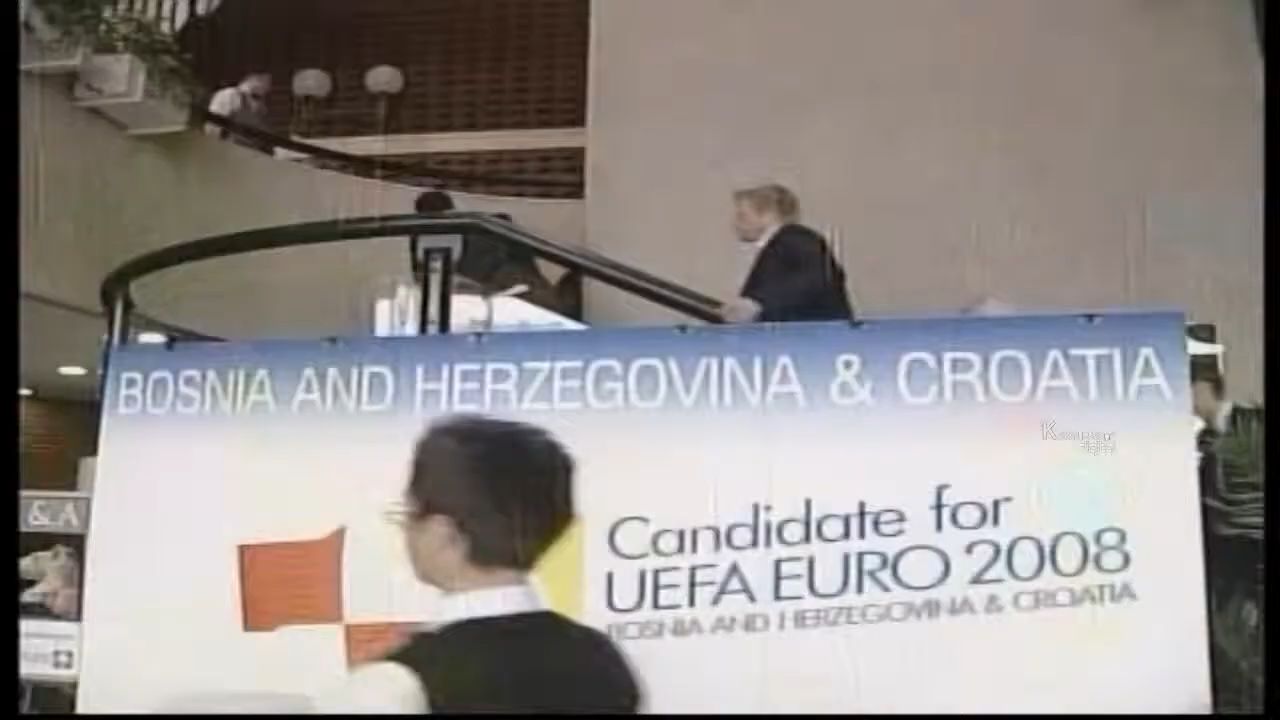 BOSNIA AND HERZEGOVINA & CROATIA
Candidate for
UEFA EURO 2008
BOSNIA AND HERZEGOVINA & CROATIA
& A